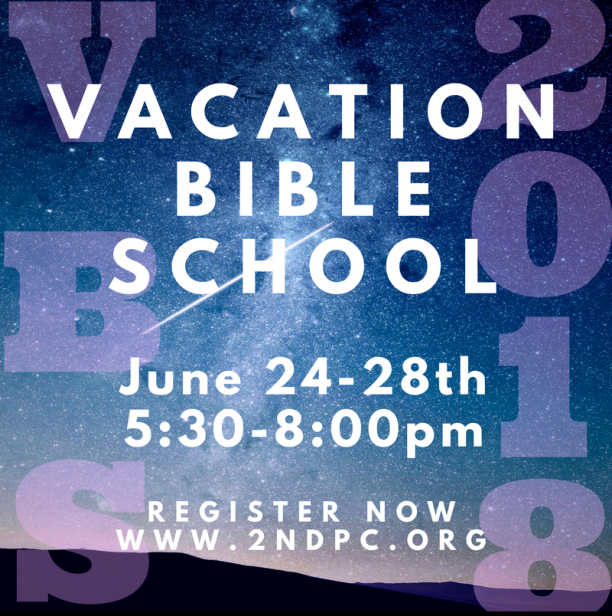 VBS
2018
VACATION
BIBLE
SCHOOL
June 24-28th
5:30-8:00pm
REGISTER NOW
WWW.2NDPC.ORG